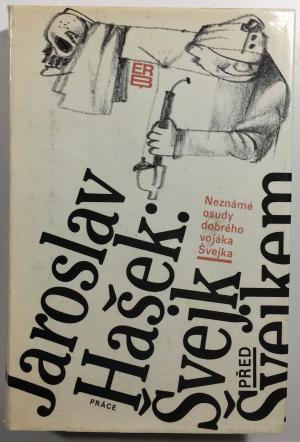 ERB
Jaroslav
Hašek:
Švejk
PŘED
Švejkem
Neznámé
osudy
dobrého
vojáka
Švejka
PRÁCE